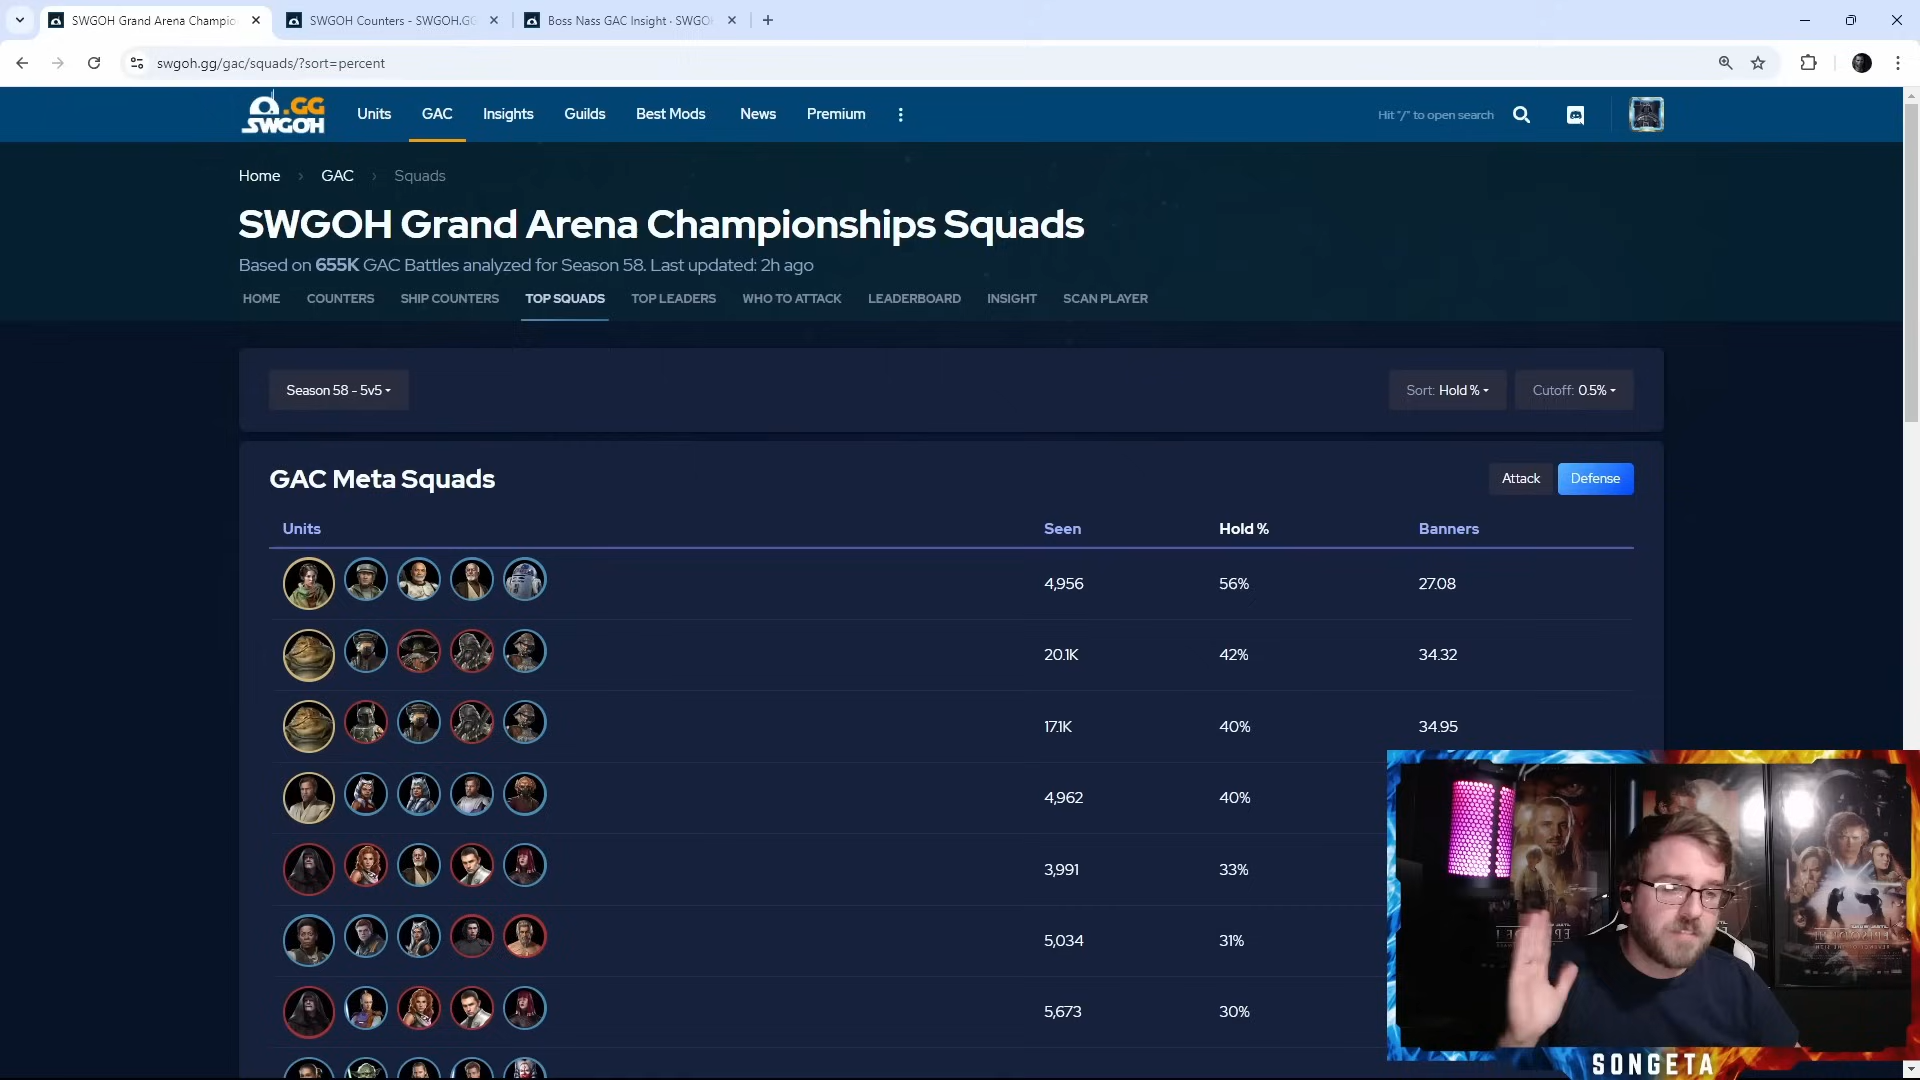 SWGOH Grand Arena Champio
SWGOH Counters - SWGOH.GG
Boss Nass GAC Insight · SWGO
swgoh.gg/gac/squads/?sort=percent
.GG
SWGOH
Units
GAC
Insights
Guilds
Best Mods
News
Premium
Hit "/" to open search
Home
GAC
Squads
SWGOH Grand Arena Championships Squads
Based on 655K GAC Battles analyzed for Season 58. Last updated: 2h ago
HOME
COUNTERS
SHIP COUNTERS
TOP SQUADS
TOP LEADERS
WHO TO ATTACK
LEADERBOARD
INSIGHT
SCAN PLAYER
Season 58 - 5v5
Sort: Hold %
Cutoff: 0.5%
GAC Meta Squads
Attack
Defense
Units Seen Hold % Banners
4,956 56% 27.08
20.1K 42% 34.32
17.1K 40% 34.95
4,962 40%
3,991 33%
5,034 31%
5,673 30%
SONGETA